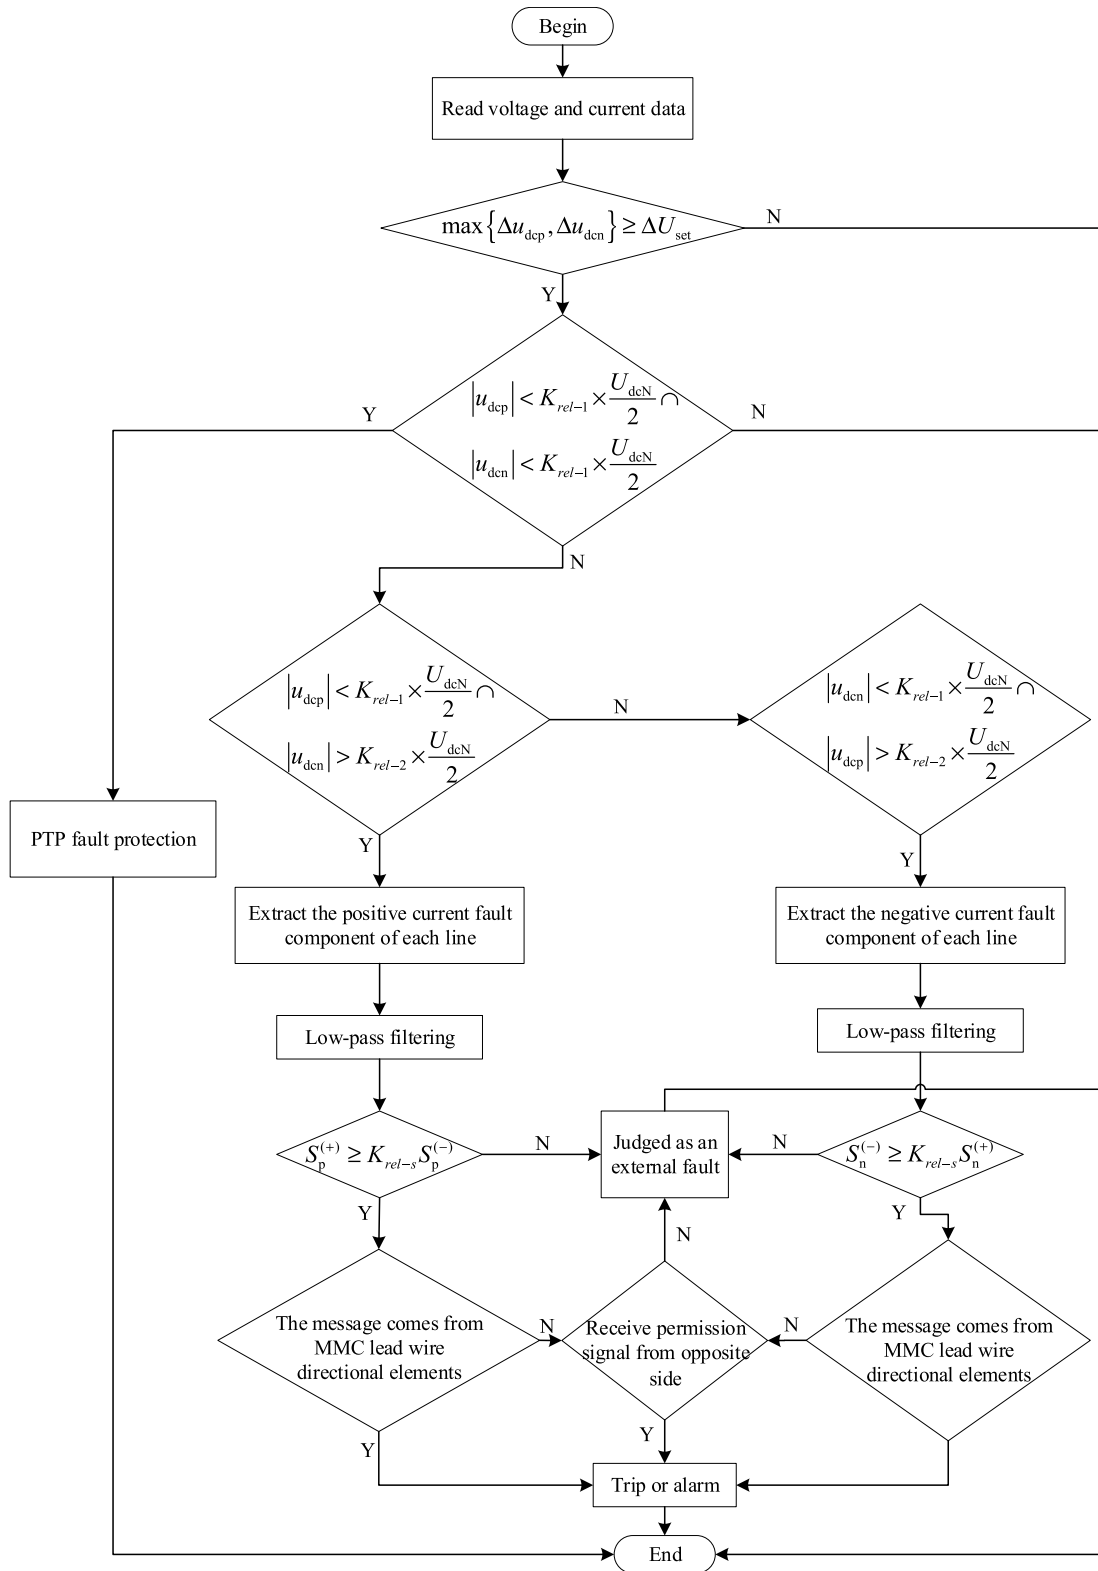 Begin
Read voltage and current data
max{Δu_dcp, Δu_dcn} ≥ ΔU_set
N
Y
|u_dcp| < K_rel−1 × U_dcN/2 ∩
|u_dcn| < K_rel−1 × U_dcN/2
Y
N
N
|u_dcp| < K_rel−1 × U_dcN/2 ∩
|u_dcn| > K_rel−2 × U_dcN/2
N
|u_dcn| < K_rel−1 × U_dcN/2 ∩
|u_dcp| > K_rel−2 × U_dcN/2
PTP fault protection
Y
Y
Extract the positive current fault
component of each line
Extract the negative current fault
component of each line
Low-pass filtering
Low-pass filtering
S_p^(+) ≥ K_rel−s S_p^(−)
N
Judged as an
external fault
N
S_n^(−) ≥ K_rel−s S_n^(+)
Y
N
Y
The message comes from
MMC lead wire
directional elements
N
Receive permission
signal from opposite
side
N
The message comes from
MMC lead wire
directional elements
Y
Y
Trip or alarm
End